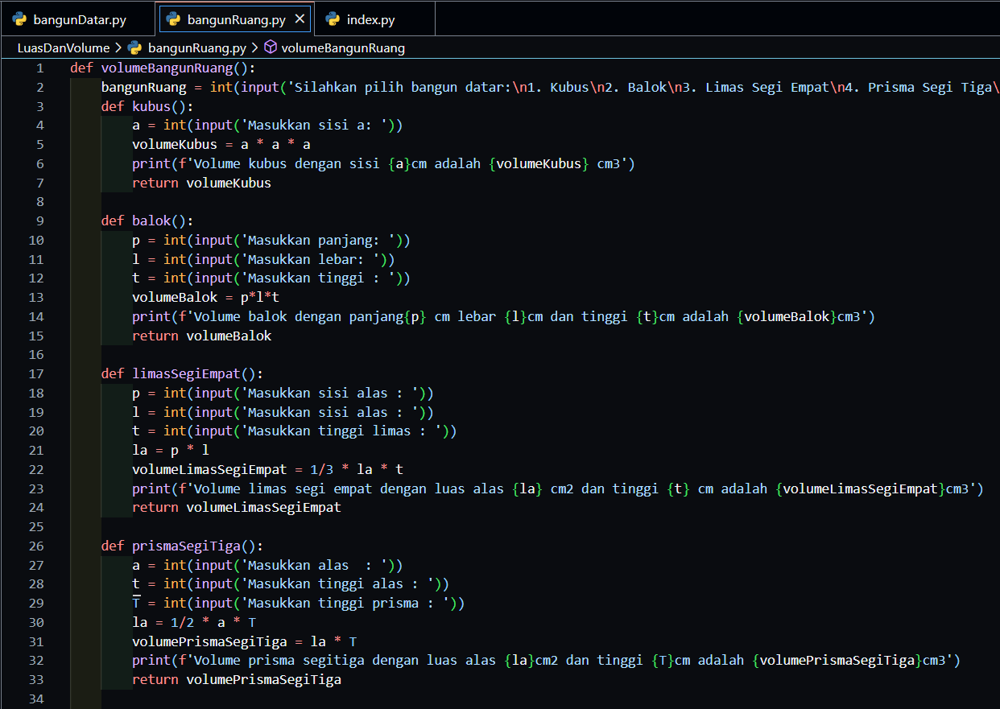 bangunDatar.py bangunRuang.py × index.py
LuasDanVolume > bangunRuang.py > volumeBangunRuang
1 def volumeBangunRuang():
2     bangunRuang = int(input('Silahkan pilih bangun datar:\n1. Kubus\n2. Balok\n3. Limas Segi Empat\n4. Prisma Segi Tiga\
3     def kubus():
4         a = int(input('Masukkan sisi a: '))
5         volumeKubus = a * a * a
6         print(f'Volume kubus dengan sisi {a}cm adalah {volumeKubus} cm3')
7         return volumeKubus
8
9     def balok():
10         p = int(input('Masukkan panjang: '))
11         l = int(input('Masukkan lebar: '))
12         t = int(input('Masukkan tinggi : '))
13         volumeBalok = p*l*t
14         print(f'Volume balok dengan panjang{p} cm lebar {l}cm dan tinggi {t}cm adalah {volumeBalok}cm3')
15         return volumeBalok
16
17     def limasSegiEmpat():
18         p = int(input('Masukkan sisi alas : '))
19         l = int(input('Masukkan sisi alas : '))
20         t = int(input('Masukkan tinggi limas : '))
21         la = p * l
22         volumeLimasSegiEmpat = 1/3 * la * t
23         print(f'Volume limas segi empat dengan luas alas {la} cm2 dan tinggi {t} cm adalah {volumeLimasSegiEmpat}cm3')
24         return volumeLimasSegiEmpat
25
26     def prismaSegiTiga():
27         a = int(input('Masukkan alas  : '))
28         t = int(input('Masukkan tinggi alas : '))
29         T = int(input('Masukkan tinggi prisma : '))
30         la = 1/2 * a * T
31         volumePrismaSegiTiga = la * T
32         print(f'Volume prisma segitiga dengan luas alas {la}cm2 dan tinggi {T}cm adalah {volumePrismaSegiTiga}cm3')
33         return volumePrismaSegiTiga
34